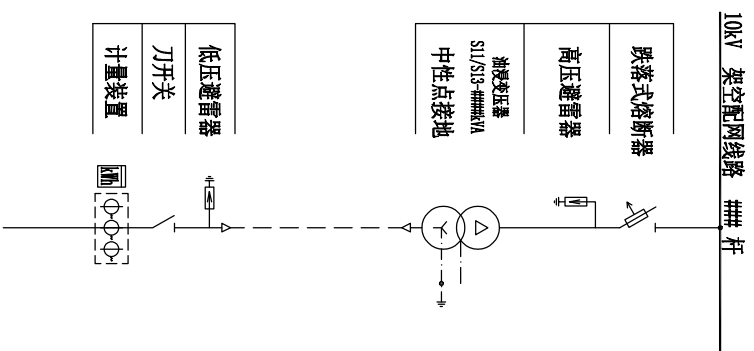 10kV 架空配网线路 ### 杆
跌落式熔断器
高压避雷器
油浸变压器
S11/S13-###kVA
中性点接地
低压避雷器
刀开关
计量装置
kWh